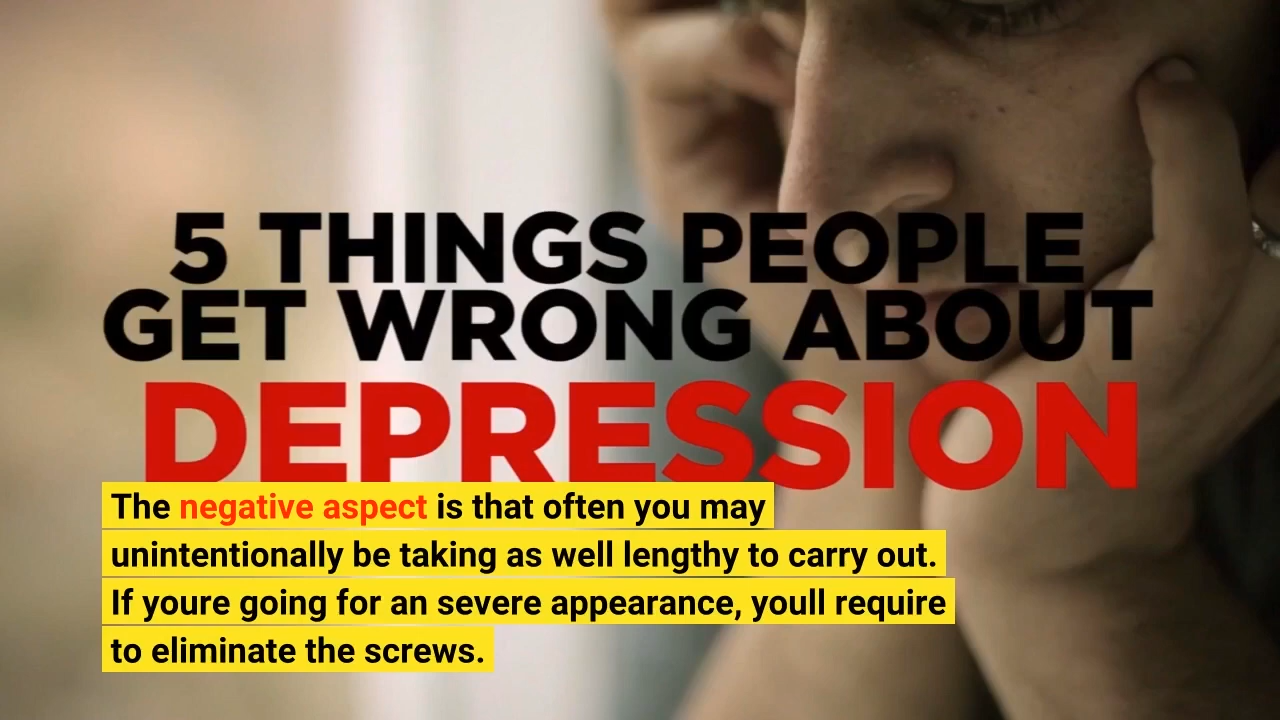 5 THINGS PEOPLE
GET WRONG ABOUT
DEPRESSION
The negative aspect is that often you may
unintentionally be taking as well lengthy to carry out.
If youre going for an severe appearance, youll require
to eliminate the screws.